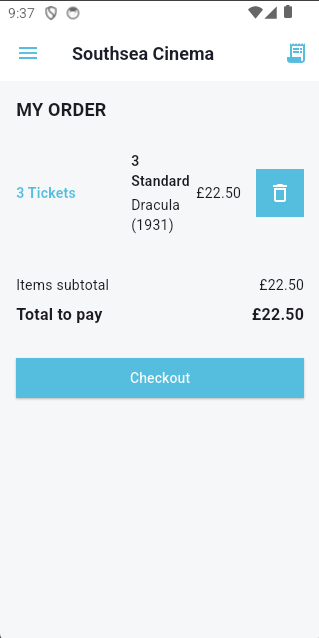 9:37
Southsea Cinema
MY ORDER
3 Tickets
3
Standard
Dracula
(1931)
£22.50
Items subtotal £22.50
Total to pay £22.50
Checkout